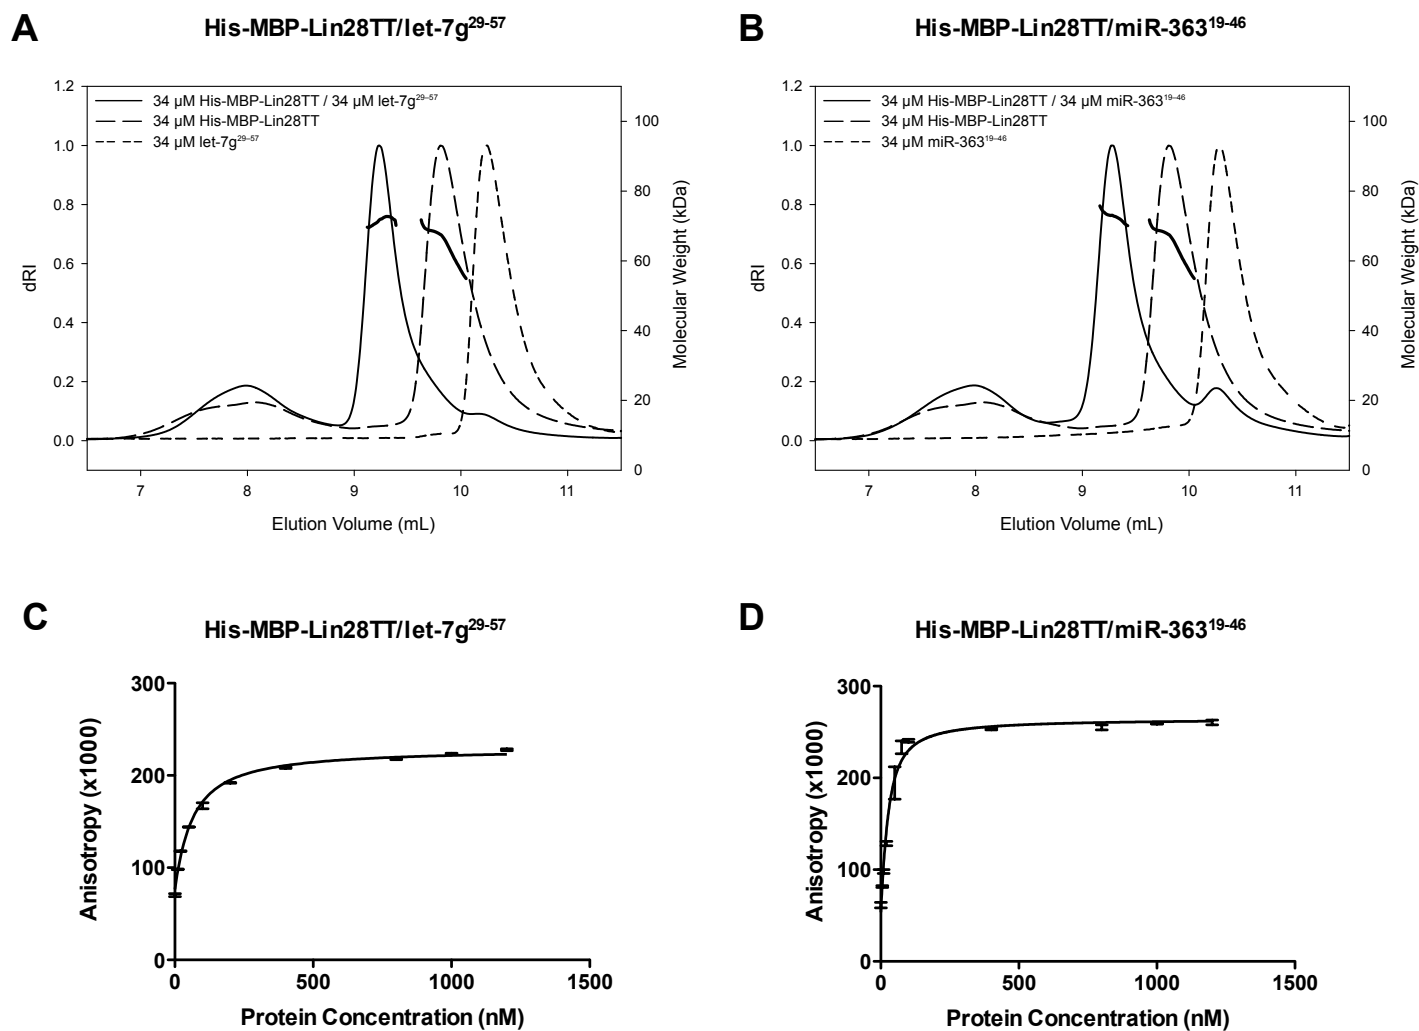 A
His-MBP-Lin28TT/let-7g29-57
1.2
1.0
0.8
0.6
0.4
0.2
0.0
dRI
34 µM His-MBP-Lin28TT / 34 µM let-7g29–57
34 µM His-MBP-Lin28TT
34 µM let-7g29–57
100
80
60
40
20
0
Molecular Weight (kDa)
7 8 9 10 11
Elution Volume (mL)
B
His-MBP-Lin28TT/miR-36319-46
1.2
1.0
0.8
0.6
0.4
0.2
0.0
dRI
34 µM His-MBP-Lin28TT / 34 µM miR-36319–46
34 µM His-MBP-Lin28TT
34 µM miR-36319–46
100
80
60
40
20
0
Molecular Weight (kDa)
7 8 9 10 11
Elution Volume (mL)
C
His-MBP-Lin28TT/let-7g29-57
300
200
100
0
Anisotropy (x1000)
0 500 1000 1500
Protein Concentration (nM)
D
His-MBP-Lin28TT/miR-36319-46
300
200
100
0
Anisotropy (x1000)
0 500 1000 1500
Protein Concentration (nM)